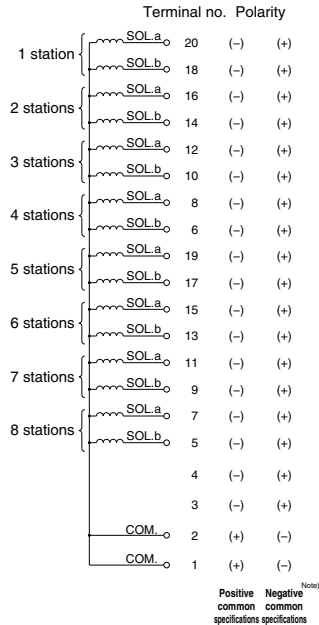 Terminal no. Polarity
1 station SOL.a 20 (–) (+)
SOL.b 18 (–) (+)
2 stations SOL.a 16 (–) (+)
SOL.b 14 (–) (+)
3 stations SOL.a 12 (–) (+)
SOL.b 10 (–) (+)
4 stations SOL.a 8 (–) (+)
SOL.b 6 (–) (+)
5 stations SOL.a 19 (–) (+)
SOL.b 17 (–) (+)
6 stations SOL.a 15 (–) (+)
SOL.b 13 (–) (+)
7 stations SOL.a 11 (–) (+)
SOL.b 9 (–) (+)
8 stations SOL.a 7 (–) (+)
SOL.b 5 (–) (+)
4 (–) (+)
3 (–) (+)
COM. 2 (+) (–)
COM. 1 (+) (–)
Positive Negative Note)
common common
specifications specifications